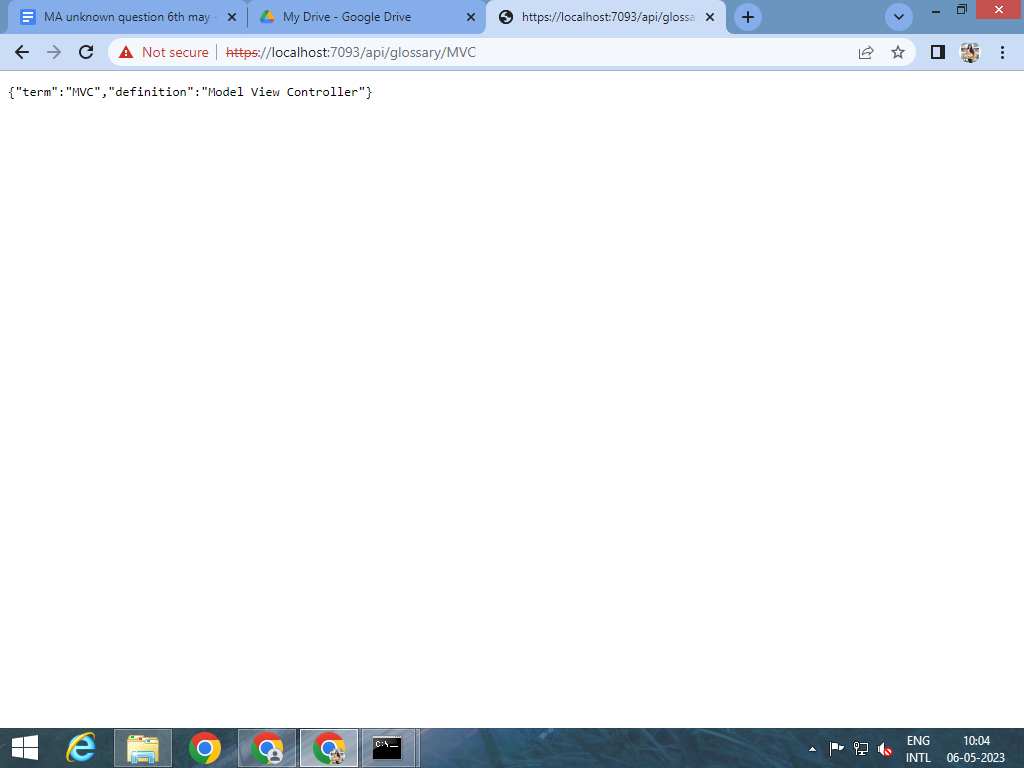 MA unknown question 6th may -
My Drive - Google Drive
https://localhost:7093/api/glossa
Not secure
https://localhost:7093/api/glossary/MVC
{"term":"MVC","definition":"Model View Controller"}
C:\._
ENG
INTL
10:04
06-05-2023